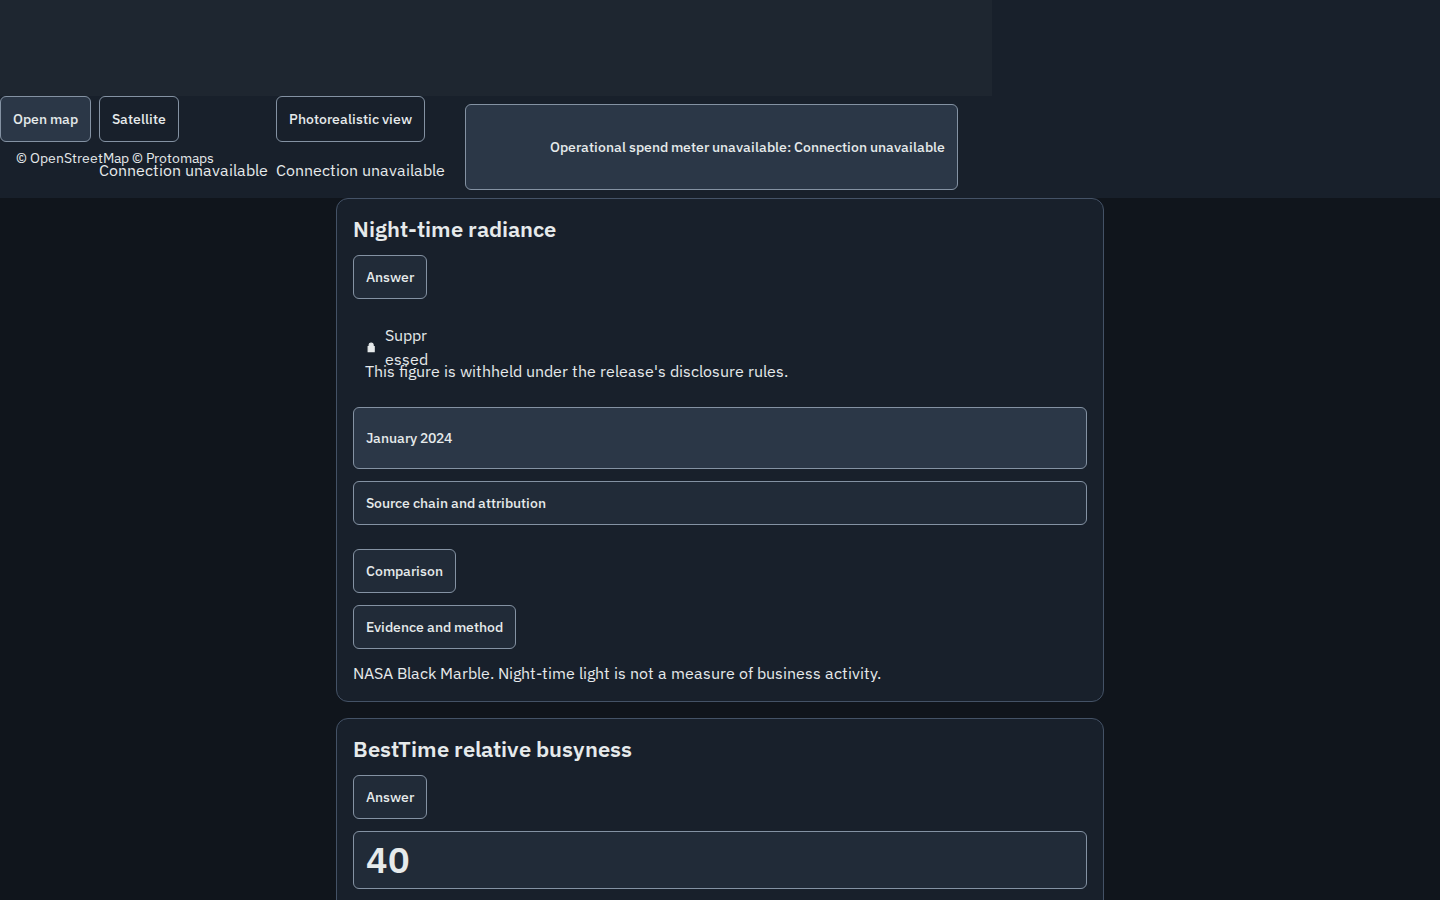 Open map
Satellite
Photorealistic view
Operational spend meter unavailable: Connection unavailable
© OpenStreetMap © Protomaps
Connection unavailable
Connection unavailable
Night-time radiance
Answer
Suppr
essed
This figure is withheld under the release's disclosure rules.
January 2024
Source chain and attribution
Comparison
Evidence and method
NASA Black Marble. Night-time light is not a measure of business activity.
BestTime relative busyness
Answer
40